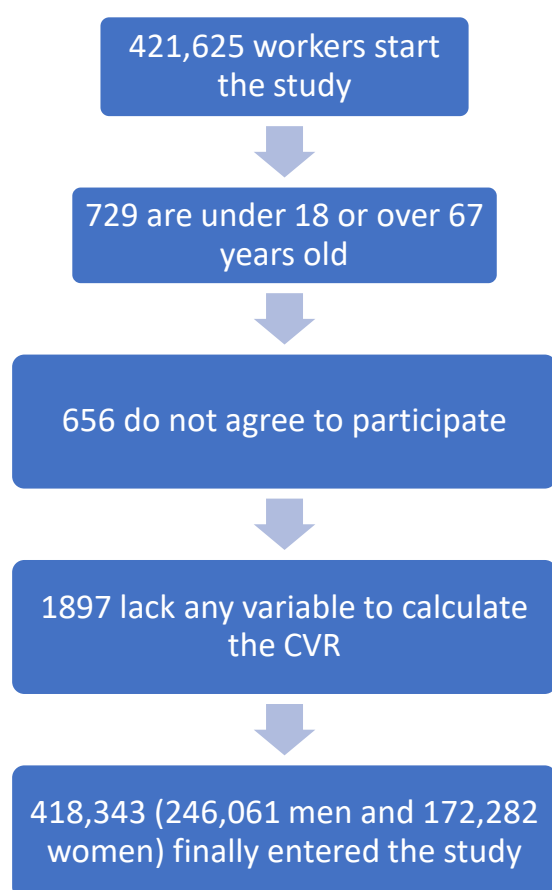 421,625 workers start
the study
729 are under 18 or over 67
years old
656 do not agree to participate
1897 lack any variable to calculate
the CVR
418,343 (246,061 men and 172,282
women) finally entered the study